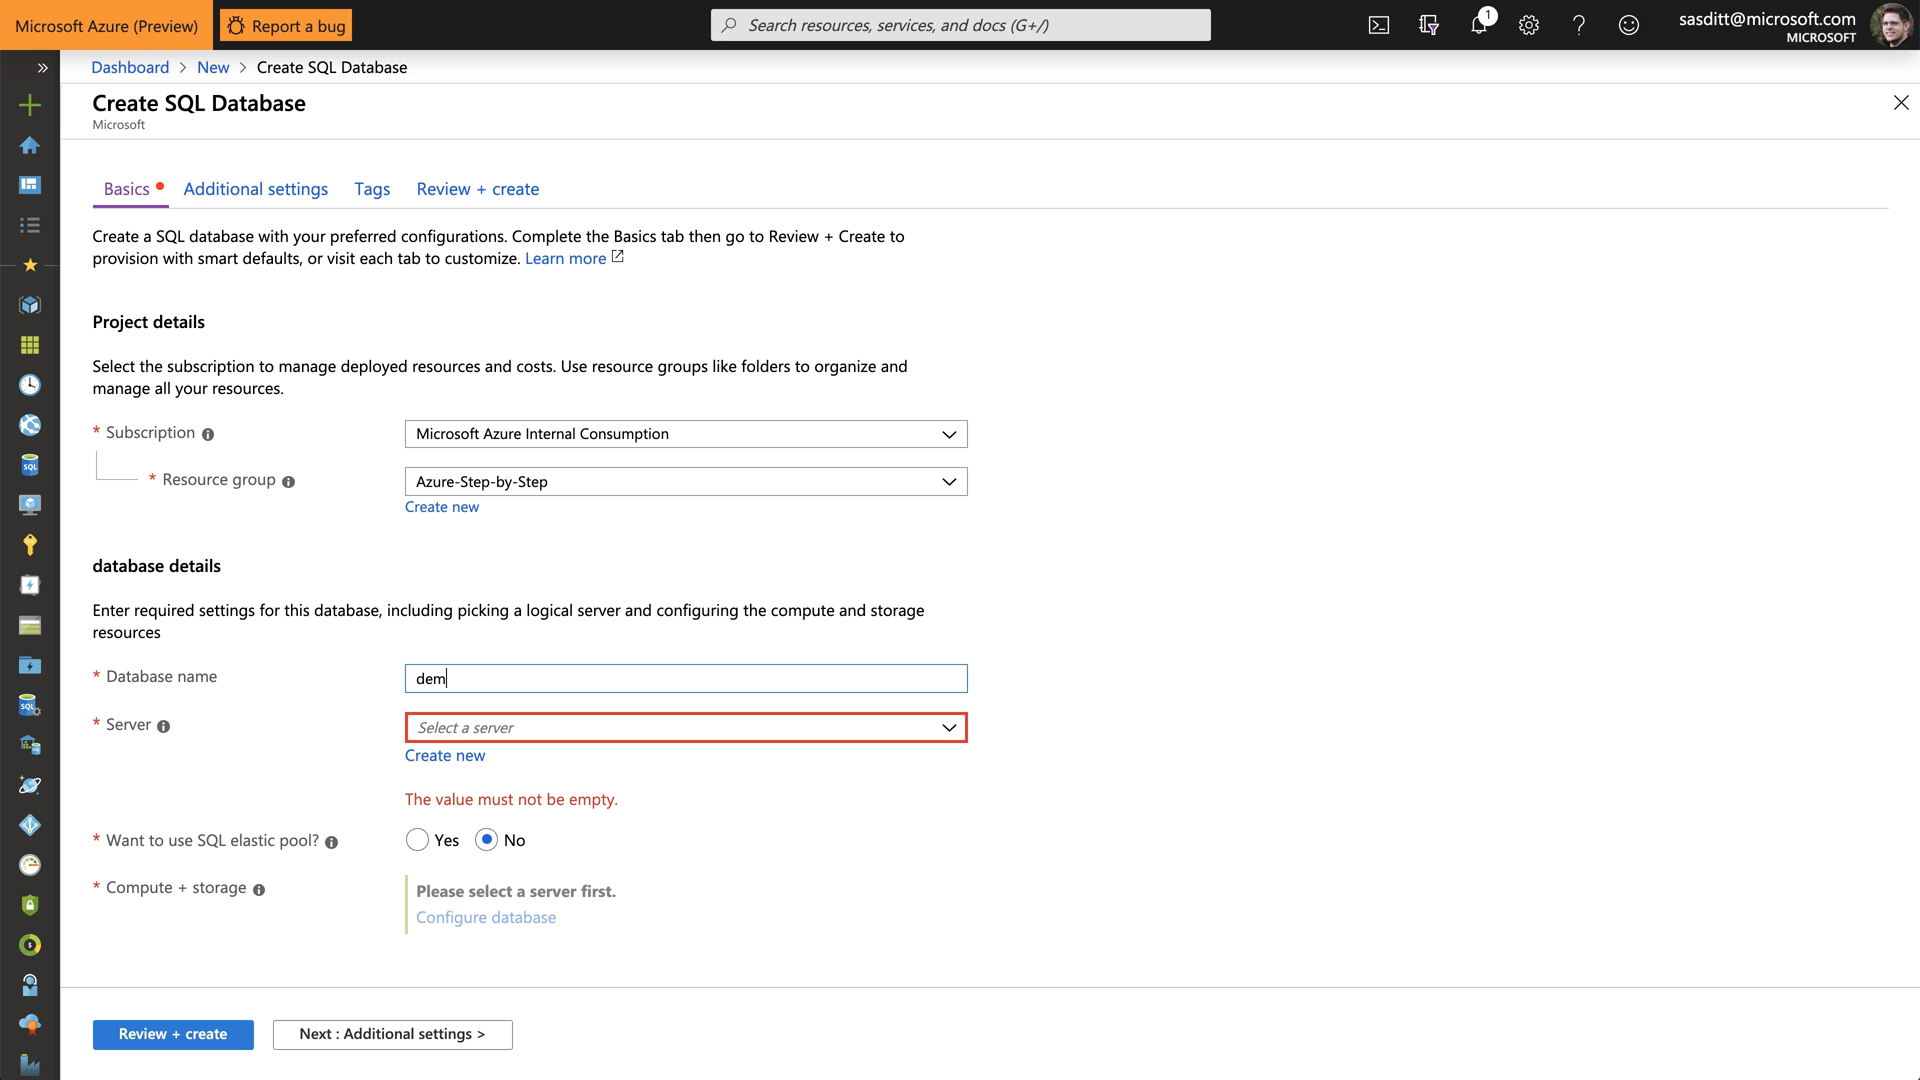 Microsoft Azure (Preview)
Report a bug
Search resources, services, and docs (G+/)
1
sasditt@microsoft.com
MICROSOFT
Dashboard > New > Create SQL Database
Create SQL Database
Microsoft
Basics
Additional settings
Tags
Review + create
Create a SQL database with your preferred configurations. Complete the Basics tab then go to Review + Create to
provision with smart defaults, or visit each tab to customize. Learn more
Project details
Select the subscription to manage deployed resources and costs. Use resource groups like folders to organize and
manage all your resources.
* Subscription
Microsoft Azure Internal Consumption
* Resource group
Azure-Step-by-Step
Create new
database details
Enter required settings for this database, including picking a logical server and configuring the compute and storage
resources
* Database name
dem
* Server
Select a server
Create new
The value must not be empty.
* Want to use SQL elastic pool?
Yes
No
* Compute + storage
Please select a server first.
Configure database
Review + create
Next : Additional settings >
SQL
SQL